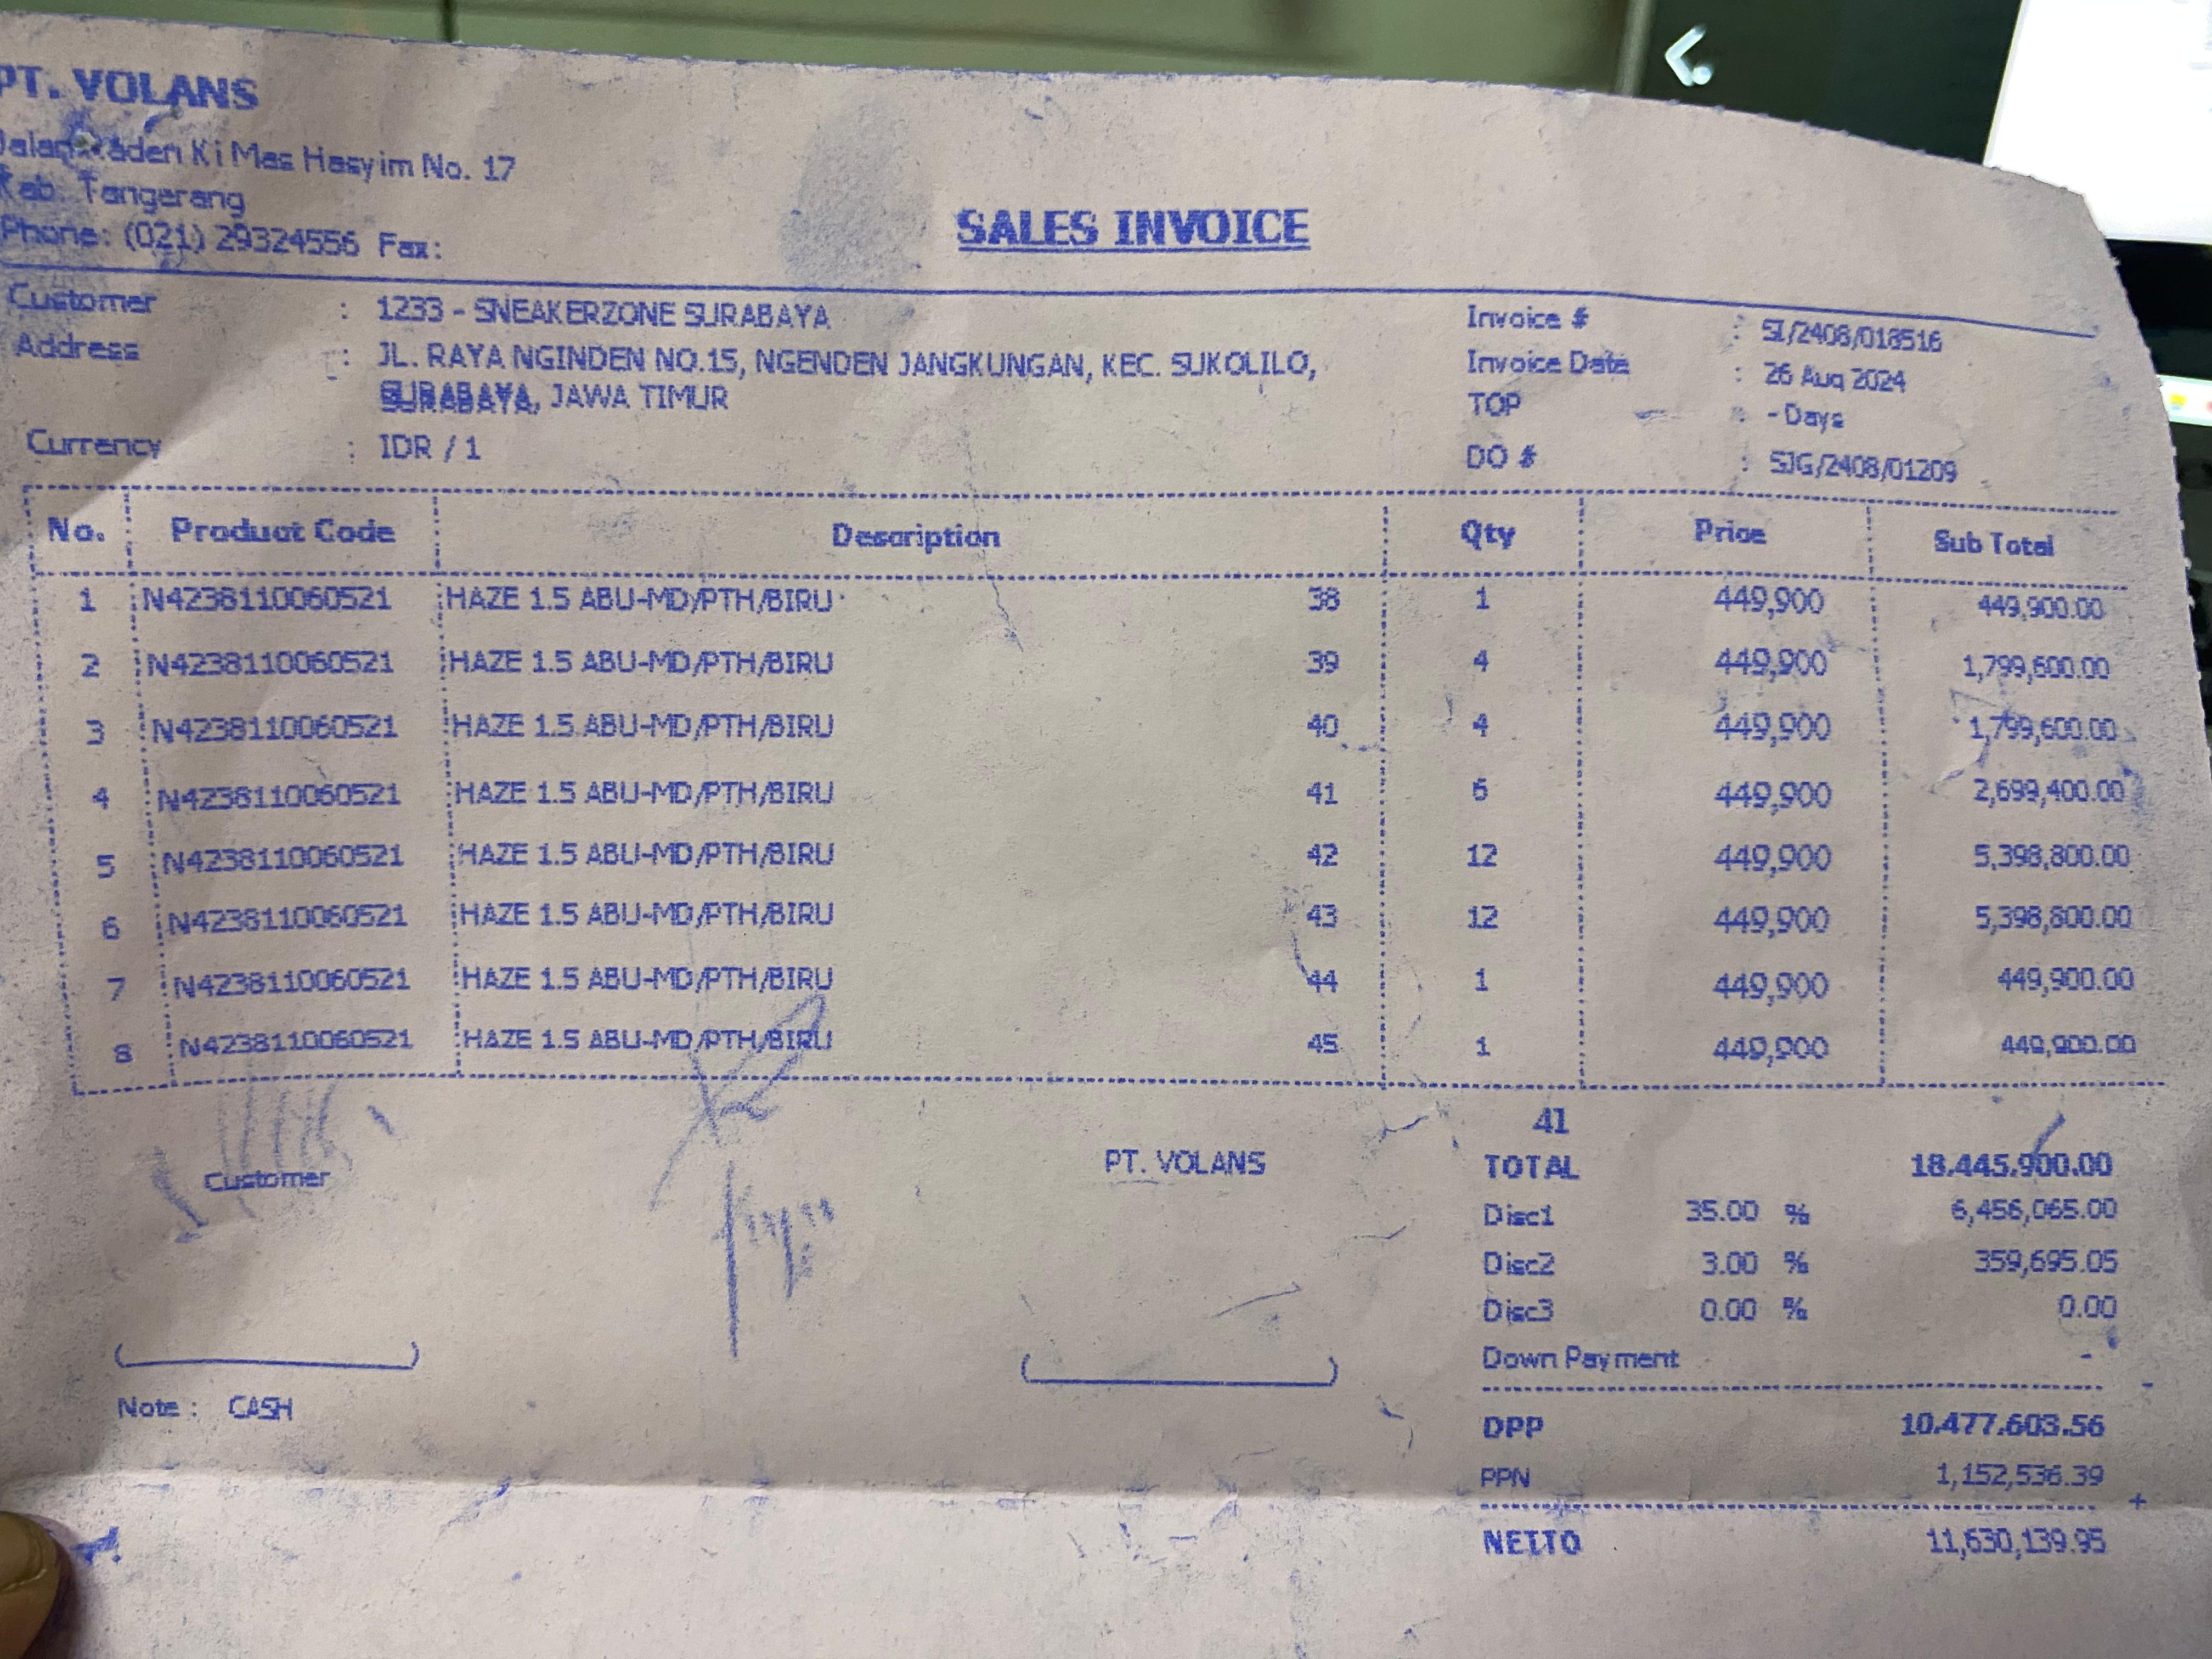 PT. VOLANS
Jalan Raden Ki Mas Hasyim No. 17
Kab. Tangerang
Phone: (021) 29324556 Fax:
SALES INVOICE
Customer : 1233 - SNEAKERZONE SURABAYA
Address : JL. RAYA NGINDEN NO.15, NGENDEN JANGKUNGAN, KEC. SUKOLILO,
SURABAYA, JAWA TIMUR
Currency : IDR / 1
Invoice # : SI/2408/018516
Invoice Date : 26 Aug 2024
TOP : - Days
DO # : SJG/2408/01209
No. Product Code Description Qty Price Sub Total
1 N4238110060521 HAZE 1.5 ABU-MD/PTH/BIRU 38 1 449,900 449,900.00
2 N4238110060521 HAZE 1.5 ABU-MD/PTH/BIRU 39 4 449,900 1,799,600.00
3 N4238110060521 HAZE 1.5 ABU-MD/PTH/BIRU 40 4 449,900 1,799,600.00
4 N4238110060521 HAZE 1.5 ABU-MD/PTH/BIRU 41 6 449,900 2,699,400.00
5 N4238110060521 HAZE 1.5 ABU-MD/PTH/BIRU 42 12 449,900 5,398,800.00
6 N4238110060521 HAZE 1.5 ABU-MD/PTH/BIRU 43 12 449,900 5,398,800.00
7 N4238110060521 HAZE 1.5 ABU-MD/PTH/BIRU 44 1 449,900 449,900.00
8 N4238110060521 HAZE 1.5 ABU-MD/PTH/BIRU 45 1 449,900 449,900.00
41
Customer
PT. VOLANS
TOTAL 18.445.900.00
Disc1 35.00 % 6,456,065.00
Disc2 3.00 % 359,695.05
Disc3 0.00 % 0.00
Down Payment -
Note : CASH
DPP 10.477.603.56
PPN 1,152,536.39
+
NETTO 11,630,139.95